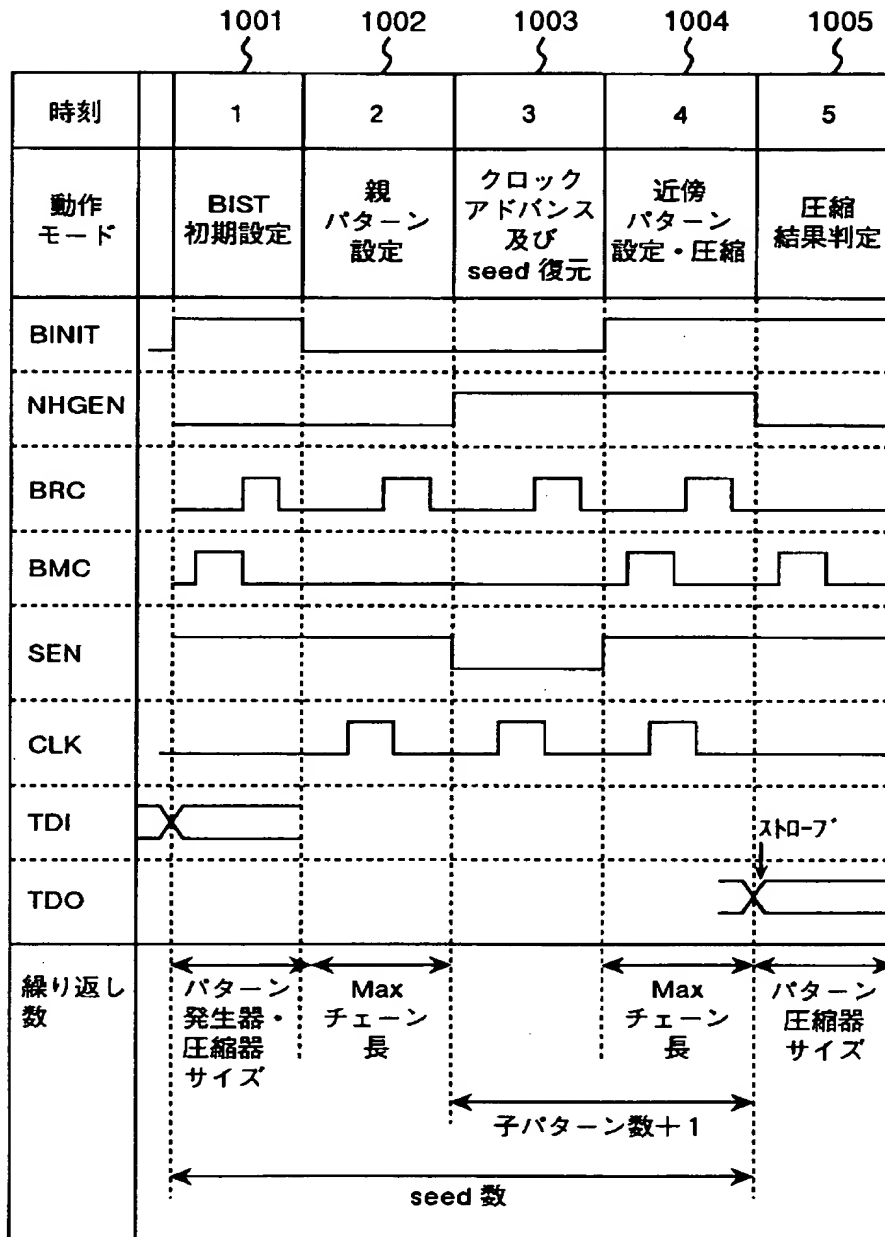 1001 1002 1003 1004 1005
時刻 1 2 3 4 5
動作
モード
BIST
初期設定
親
パターン
設定
クロック
アドバンス
及び
seed 復元
近傍
パターン
設定・圧縮
圧縮
結果判定
BINIT
NHGEN
BRC
BMC
SEN
CLK
TDI
ストローブ
TDO
繰り返し
数
パターン
発生器・
圧縮器
サイズ
Max
チェーン
長
Max
チェーン
長
パターン
圧縮器
サイズ
子パターン数+1
seed 数